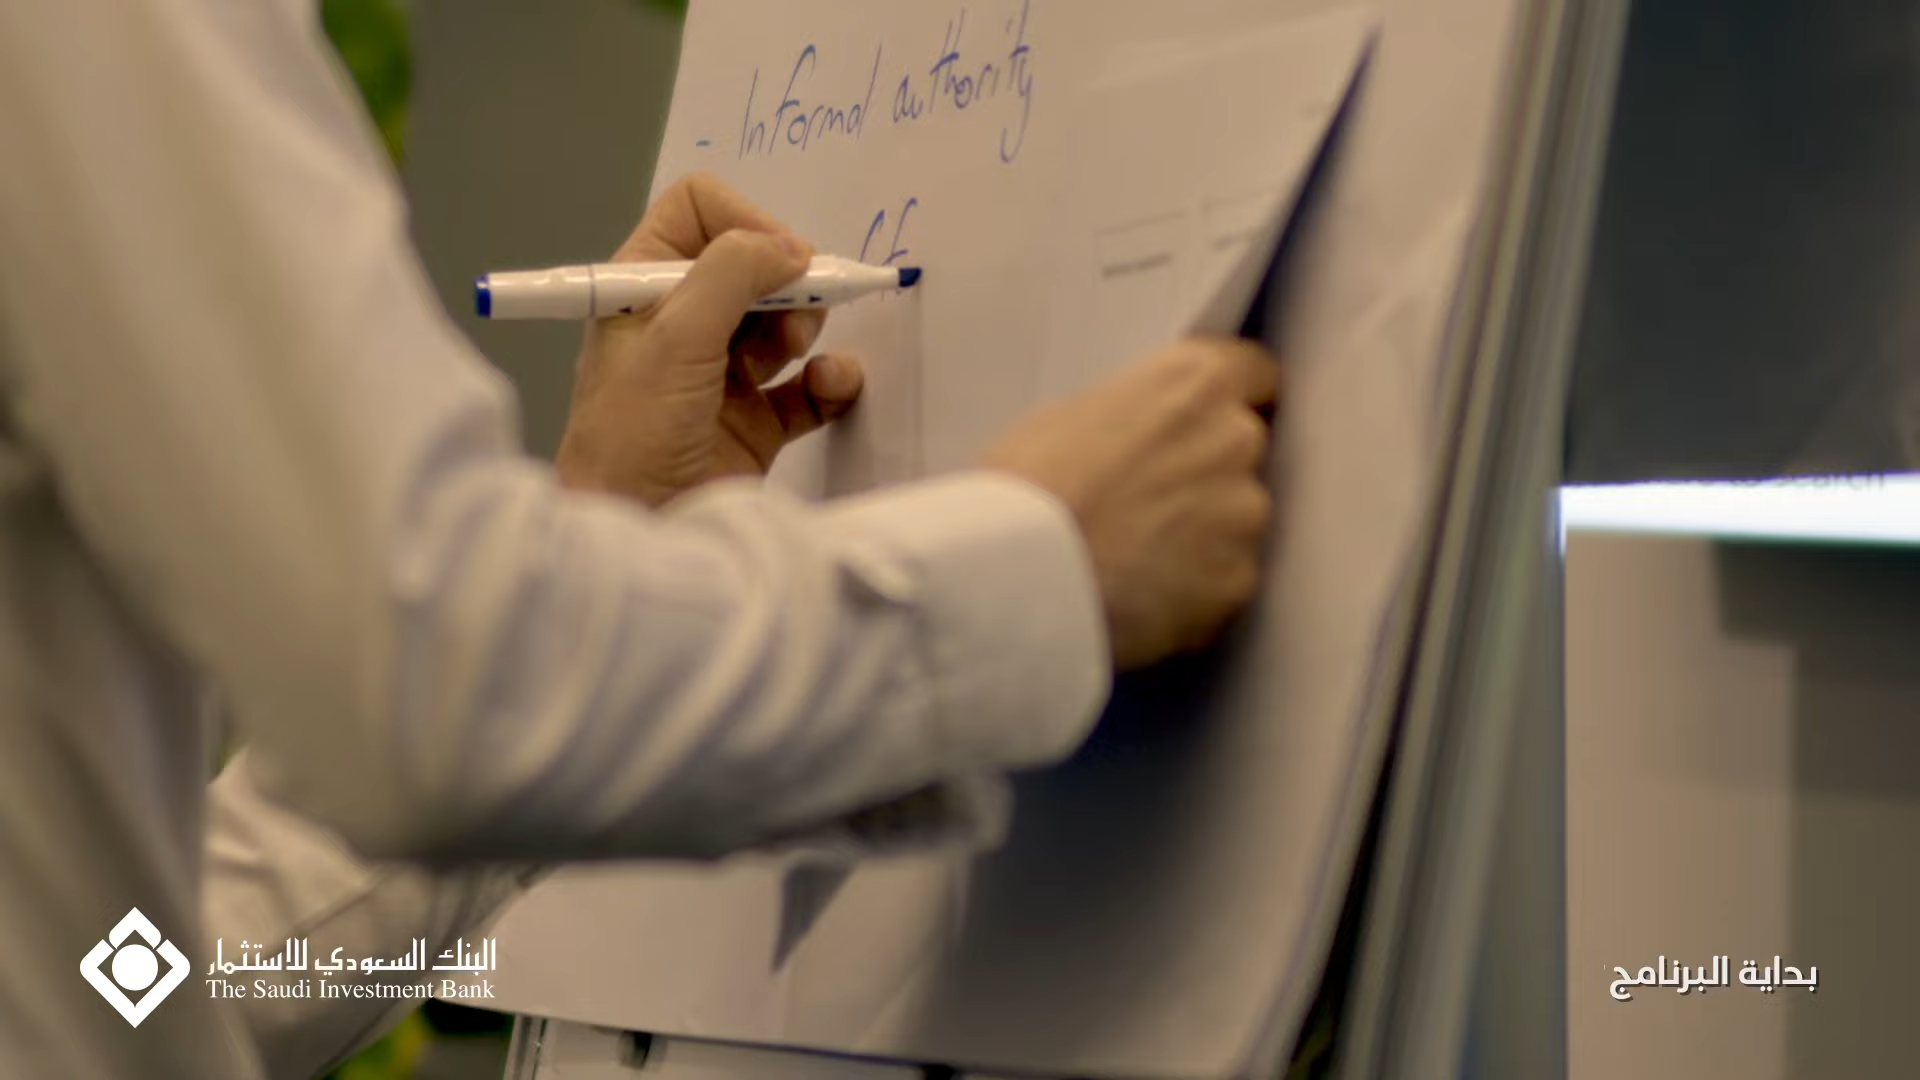 - Informal authority
البنك السعودي للاستثمار
The Saudi Investment Bank
بداية البرنامج